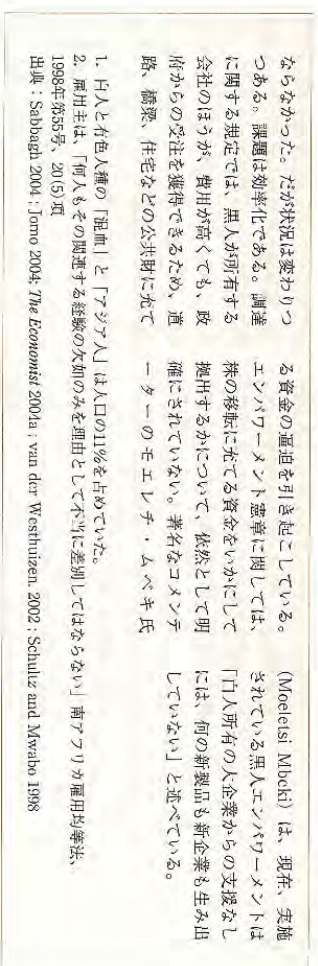 ならなかった。だが状況は変わりつ
つある。課題は効率化である。調達
に関する規定では、黒人が所有する
会社のほうが、費用が高くても、政
府からの受注を獲得できるため、道
路、橋梁、住宅などの公共財に充て
る資金の逼迫を引き起こしている。
エンパワーメント憲章に関しては、
株の移転に充てる資金をいかにして
拠出するかについて、依然として明
確にされていない。著名なコメンテ
ーターのモエレチ・ムベキ氏
(Moeletsi Mbeki) は、現在、実施
されている黒人エンパワーメントは
「白人所有の大企業からの支援なし
には、何の新製品も新企業も生み出
していない」と述べている。
1. 白人と有色人種の「混血」と「アジア人」は人口の11%を占めていた。
2. 雇用主は、「何人もその関連する経験の欠如のみを理由として不当に差別してはならない」南アフリカ雇用均等法、
1998年第55号、20(5)項
出典：Sabbagh 2004 ; Jomo 2004; The Economist 2004a ; van der Westhuizen, 2002 ; Schultz and Mwabo 1998